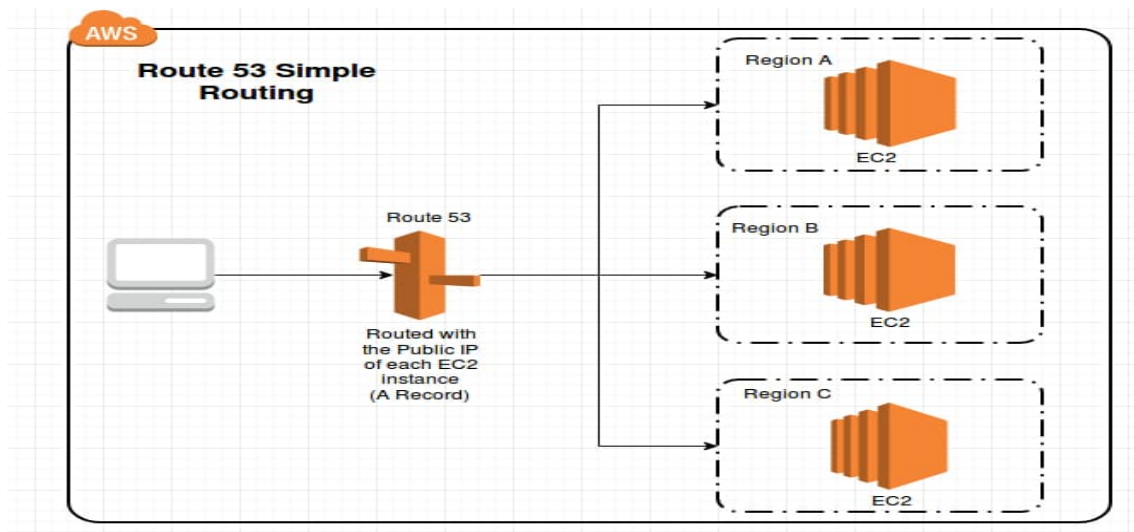 AWS
Route 53 Simple
Routing
Region A
EC2
Route 53
Region B
EC2
Routed with
the Public IP
of each EC2
instance
(A Record)
Region C
EC2